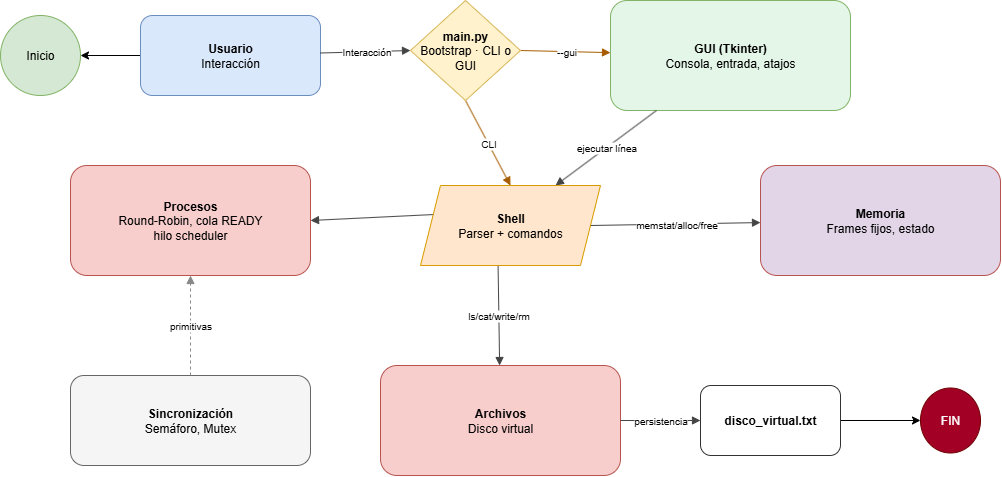 Inicio
Usuario
Interacción
Interacción
main.py
Bootstrap · CLI o
GUI
--gui
GUI (Tkinter)
Consola, entrada, atajos
CLI
ejecutar línea
Procesos
Round-Robin, cola READY
hilo scheduler
Shell
Parser + comandos
memstat/alloc/free
Memoria
Frames fijos, estado
primitivas
ls/cat/write/rm
Sincronización
Semáforo, Mutex
Archivos
Disco virtual
persistencia
disco_virtual.txt
FIN